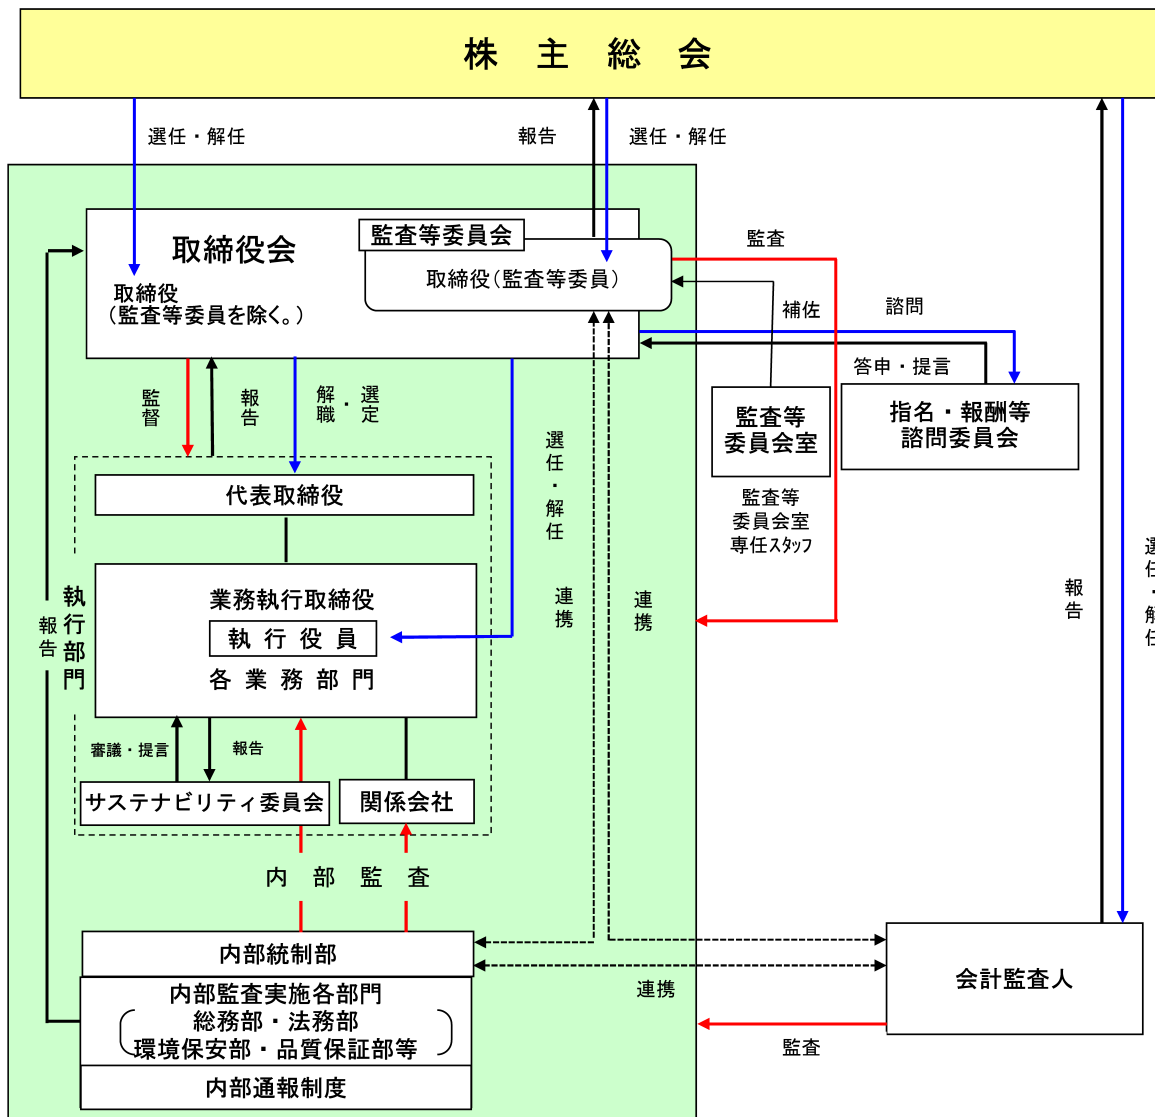 株主総会
選任・解任
報告
選任・解任
取締役会
監査等委員会
取締役(監査等委員)
取締役
(監査等委員を除く。)
監査
補佐
諮問
答申・提言
監督
報告
解職・選定
選任・解任
監査等
委員会室
指名・報酬等
諮問委員会
監査等
委員会室
専任スタッフ
代表取締役
業務執行取締役
執行役員
各業務部門
執行部門
報告
連携
連携
報告
選任・解任
審議・提言
報告
サステナビリティ委員会
関係会社
内部監査
内部統制部
内部監査実施各部門
総務部・法務部
環境保安部・品質保証部等
内部通報制度
連携
会計監査人
監査